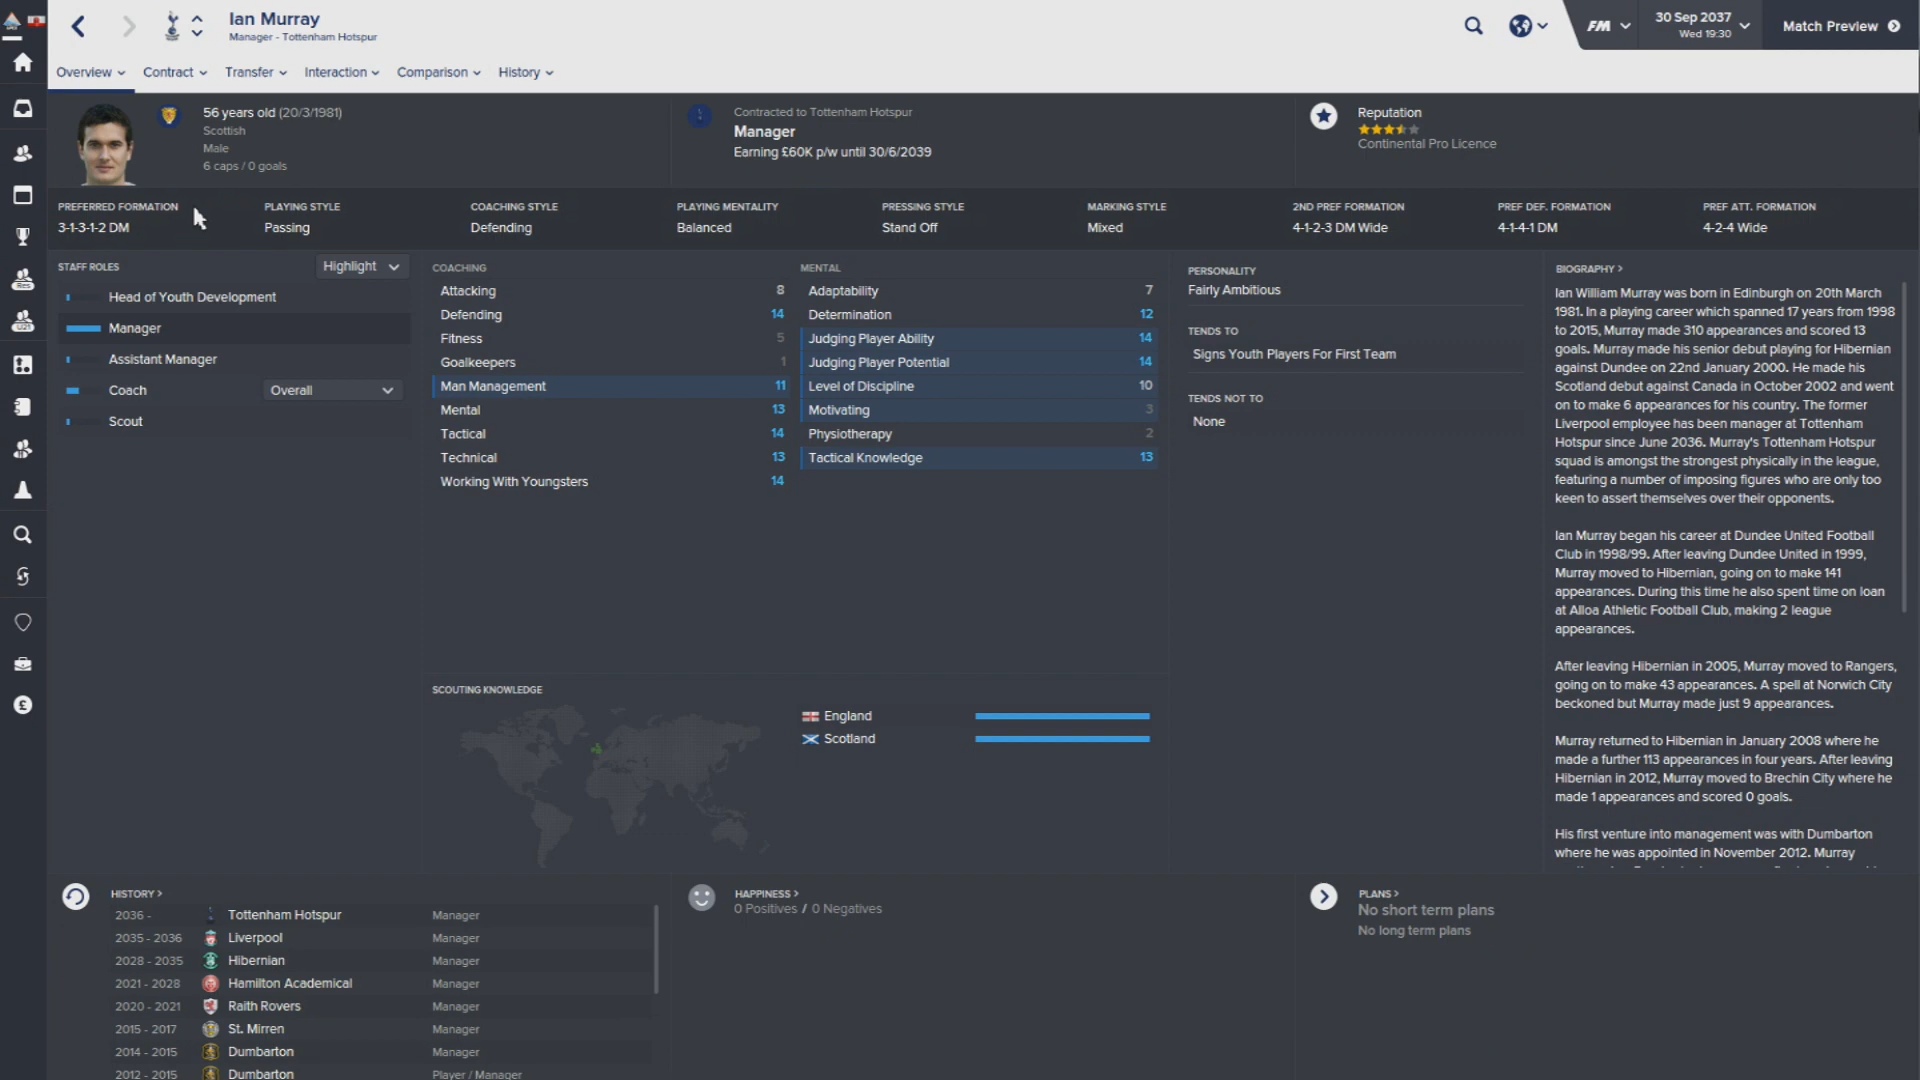 Ian Murray
Manager - Tottenham Hotspur
FM
30 Sep 2037
Wed 19:30
Match Preview
Overview
Contract
Transfer
Interaction
Comparison
History
56 years old (20/3/1981)
Scottish
Male
6 caps / 0 goals
Contracted to Tottenham Hotspur
Manager
Earning £60K p/w until 30/6/2039
Reputation
Continental Pro Licence
PREFERRED FORMATION
3-1-3-1-2 DM
PLAYING STYLE
Passing
COACHING STYLE
Defending
PLAYING MENTALITY
Balanced
PRESSING STYLE
Stand Off
MARKING STYLE
Mixed
2ND PREF FORMATION
4-1-2-3 DM Wide
PREF DEF. FORMATION
4-1-4-1 DM
PREF ATT. FORMATION
4-2-4 Wide
STAFF ROLES
Highlight
Head of Youth Development
Manager
Assistant Manager
Coach Overall
Scout
COACHING
Attacking 8
Defending 14
Fitness 5
Goalkeepers 1
Man Management 11
Mental 13
Tactical 14
Technical 13
Working With Youngsters 14
MENTAL
Adaptability 7
Determination 12
Judging Player Ability 14
Judging Player Potential 14
Level of Discipline 10
Motivating 3
Physiotherapy 2
Tactical Knowledge 13
PERSONALITY
Fairly Ambitious
TENDS TO
Signs Youth Players For First Team
TENDS NOT TO
None
BIOGRAPHY >
Ian William Murray was born in Edinburgh on 20th March
1981. In a playing career which spanned 17 years from 1998
to 2015, Murray made 310 appearances and scored 13
goals. Murray made his senior debut playing for Hibernian
against Dundee on 22nd January 2000. He made his
Scotland debut against Canada in October 2002 and went
on to make 6 appearances for his country. The former
Liverpool employee has been manager at Tottenham
Hotspur since June 2036. Murray's Tottenham Hotspur
squad is amongst the strongest physically in the league,
featuring a number of imposing figures who are only too
keen to assert themselves over their opponents.
Ian Murray began his career at Dundee United Football
Club in 1998/99. After leaving Dundee United in 1999,
Murray moved to Hibernian, going on to make 141
appearances. During this time he also spent time on loan
at Alloa Athletic Football Club, making 2 league
appearances.
After leaving Hibernian in 2005, Murray moved to Rangers,
going on to make 43 appearances. A spell at Norwich City
beckoned but Murray made just 9 appearances.
Murray returned to Hibernian in January 2008 where he
made a further 113 appearances in four years. After leaving
Hibernian in 2012, Murray moved to Brechin City where he
made 1 appearances and scored 0 goals.
His first venture into management was with Dumbarton
where he was appointed in November 2012. Murray
SCOUTING KNOWLEDGE
England
Scotland
HISTORY >
2036 - Tottenham Hotspur Manager
2035 - 2036 Liverpool Manager
2028 - 2035 Hibernian Manager
2021 - 2028 Hamilton Academical Manager
2020 - 2021 Raith Rovers Manager
2015 - 2017 St. Mirren Manager
2014 - 2015 Dumbarton Manager
2012 - 2015 Dumbarton Player / Manager
HAPPINESS >
0 Positives / 0 Negatives
PLANS >
No short term plans
No long term plans
Res
U21